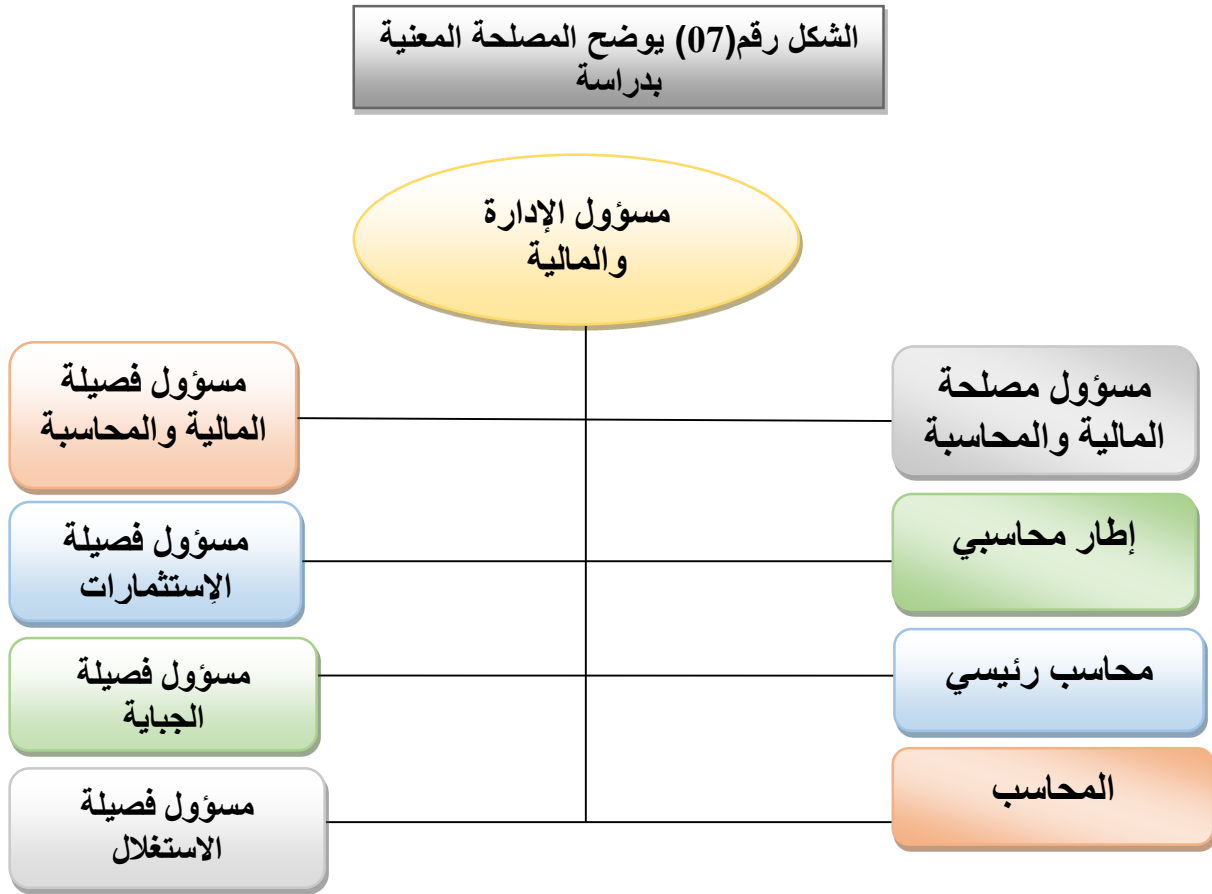 الشكل رقم(07) يوضح المصلحة المعنية
بدراسة
مسؤول الإدارة
والمالية
مسؤول مصلحة
المالية والمحاسبة
مسؤول فصيلة
المالية والمحاسبة
إطار محاسبي
مسؤول فصيلة
الإستثمارات
محاسب رئيسي
مسؤول فصيلة
الجباية
المحاسب
مسؤول فصيلة
الاستغلال